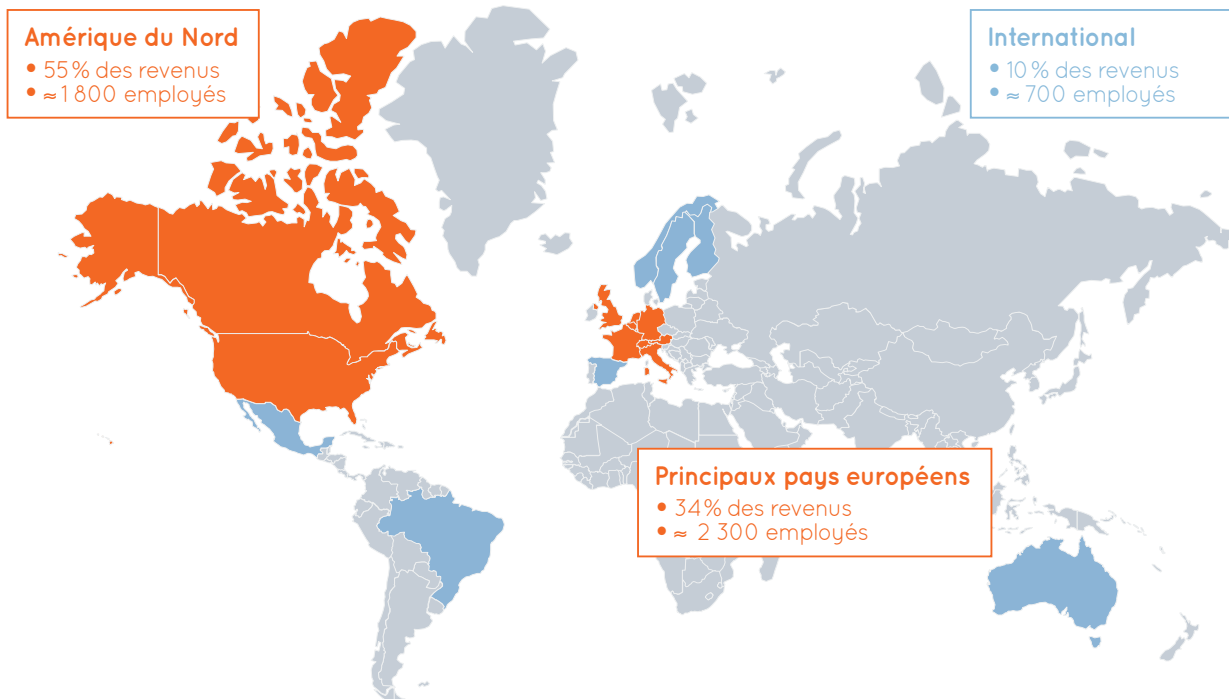 Amérique du Nord
• 55% des revenus
• ≈ 1 800 employés
International
• 10% des revenus
• ≈ 700 employés
Principaux pays européens
• 34% des revenus
• ≈ 2 300 employés